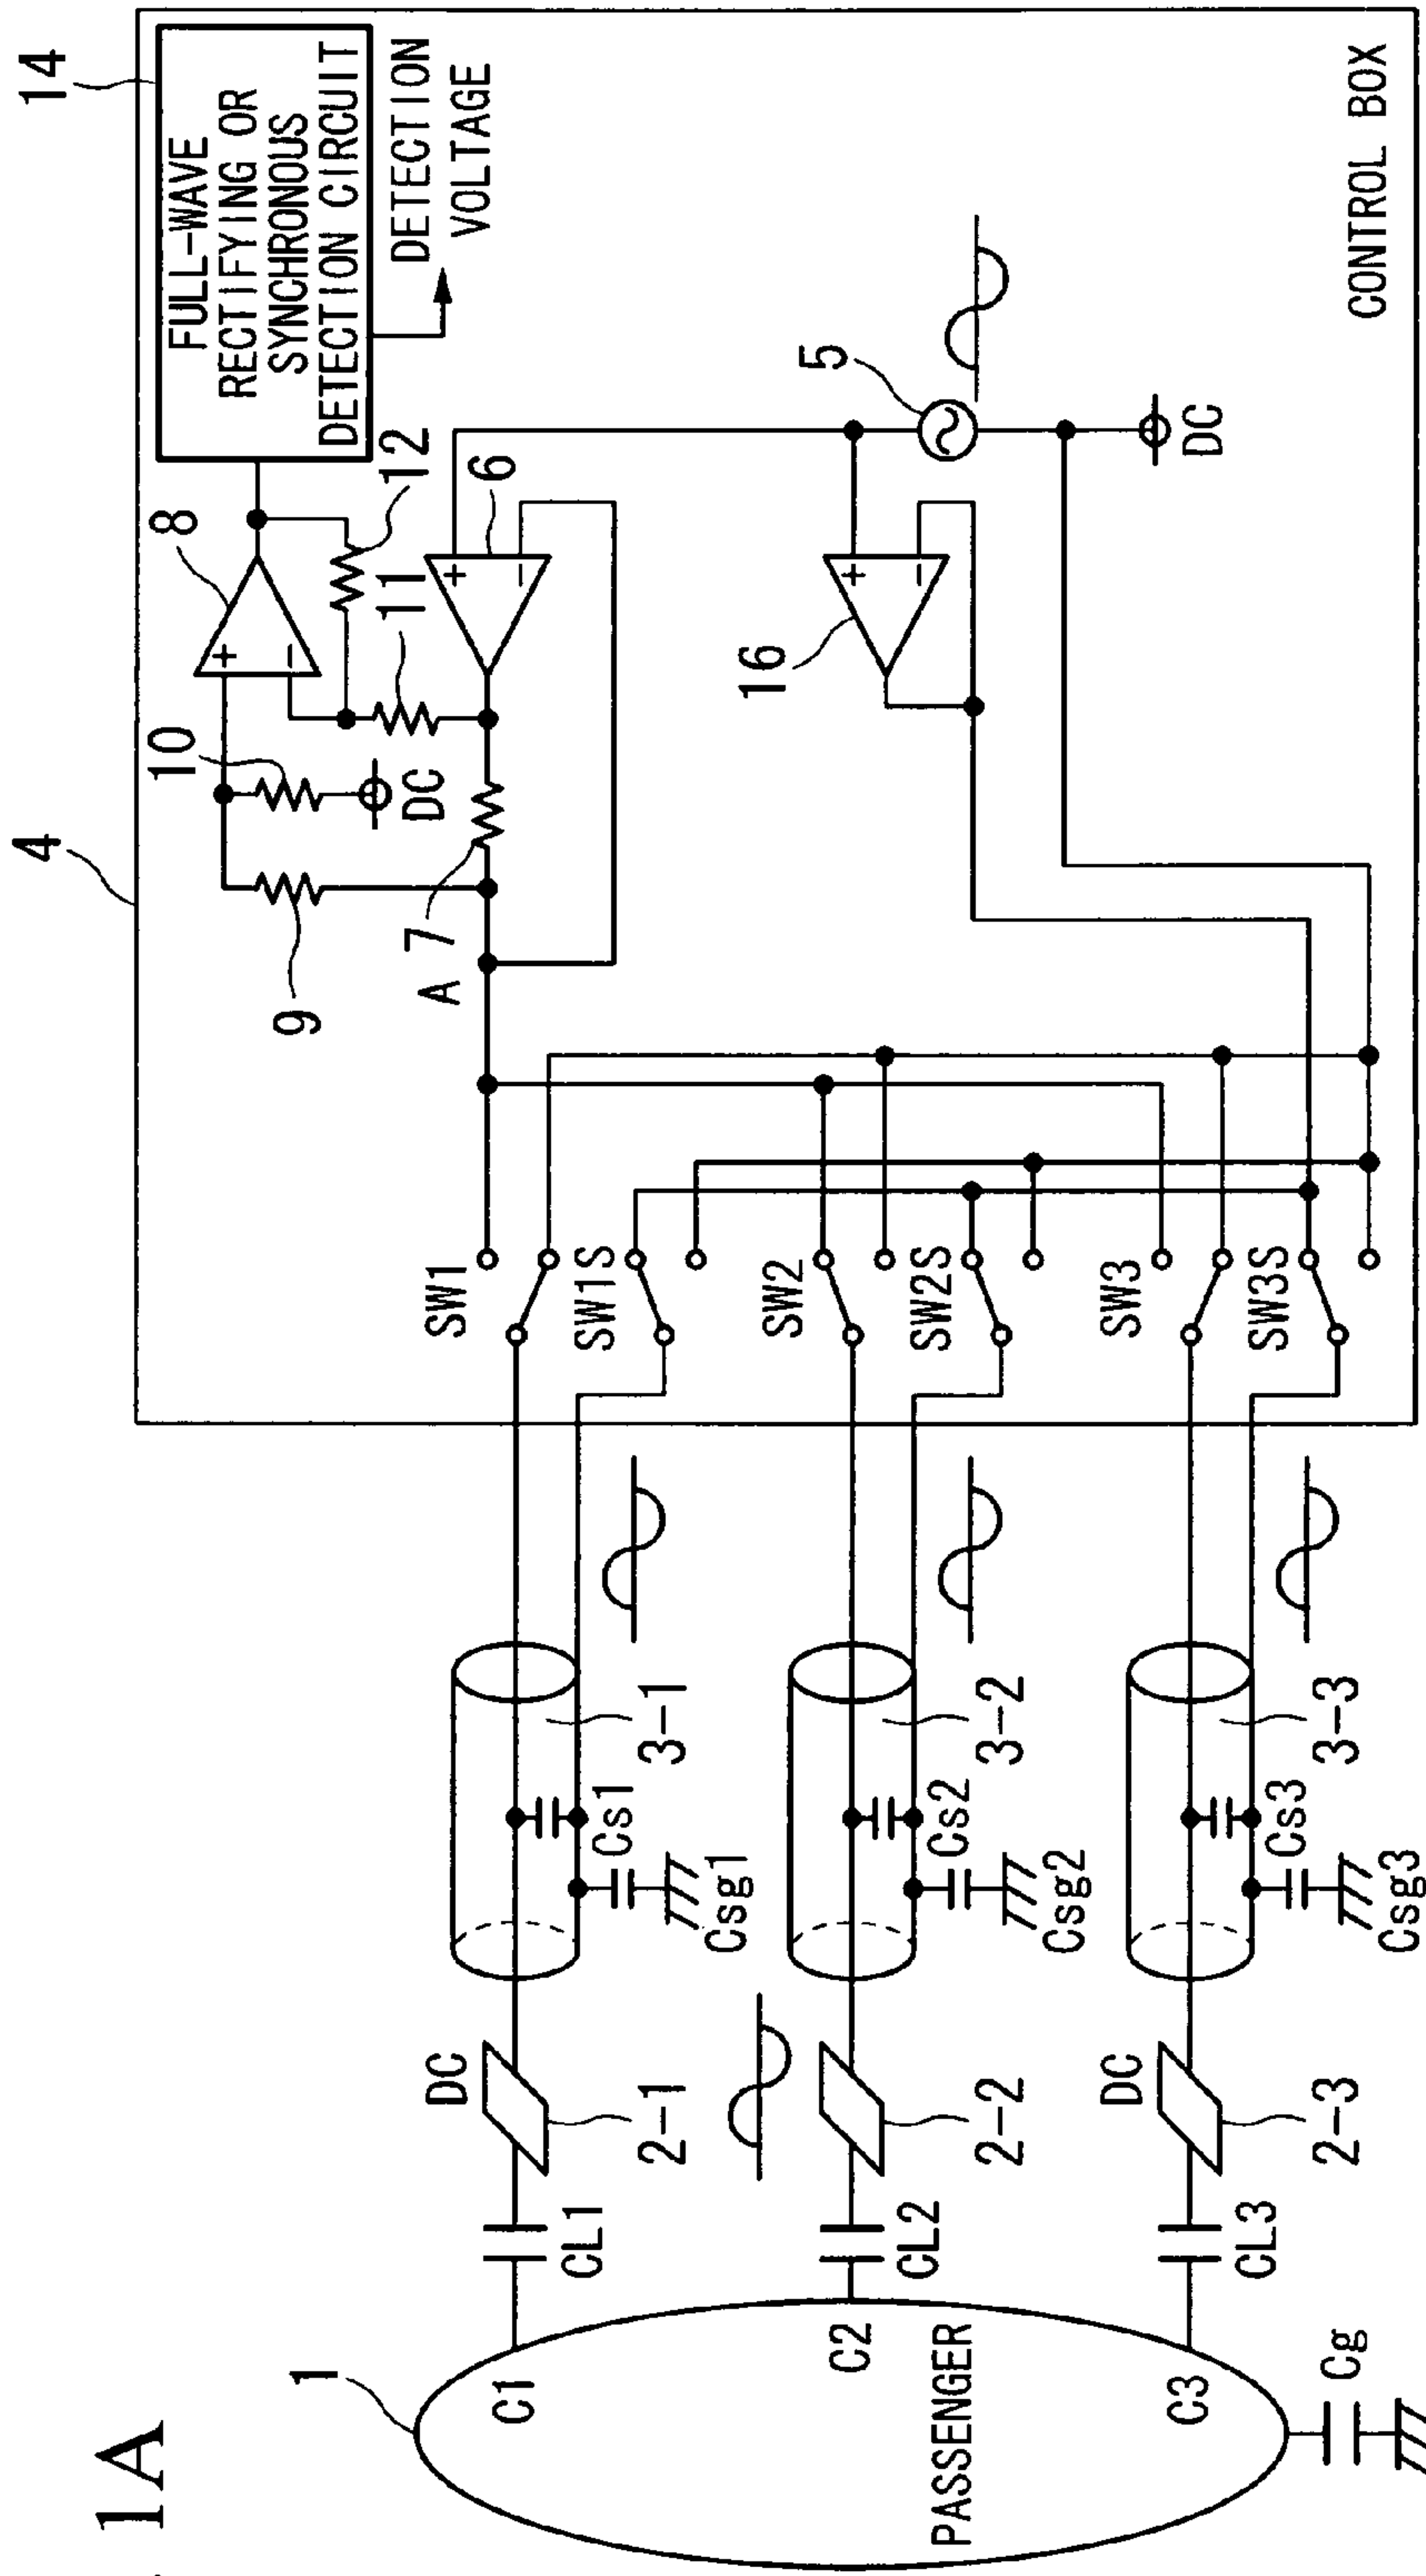 1A
4
14
FULL-WAVE
RECTIFYING OR
SYNCHRONOUS
DETECTION CIRCUIT
DETECTION
VOLTAGE
8
12
10
11
6
DC
9
7
A
5
16
DC
CONTROL BOX
SW1
SW1S
SW2
SW2S
SW3
SW3S
3-1
Cs1
Csg1
3-2
Cs2
Csg2
3-3
Cs3
Csg3
DC
2-1
2-2
DC
2-3
CL1
CL2
CL3
1
C1
C2
C3
PASSENGER
Cg